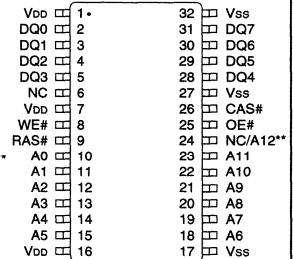 VDD 1• 32 VSS
DQ0 2 31 DQ7
DQ1 3 30 DQ6
DQ2 4 29 DQ5
DQ3 5 28 DQ4
NC 6 27 VSS
VDD 7 26 CAS#
WE# 8 25 OE#
RAS# 9 24 NC/A12**
* A0 10 23 A11
A1 11 22 A10
A2 12 21 A9
A3 13 20 A8
A4 14 19 A7
A5 15 18 A6
VDD 16 17 VSS